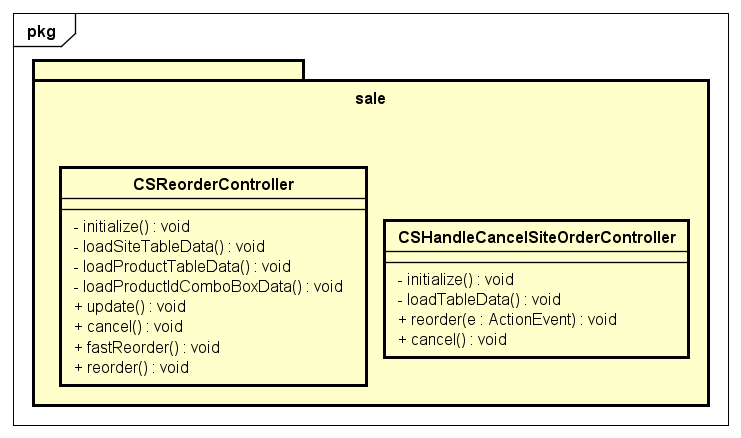 pkg
sale
CSReorderController
- initialize() : void
- loadSiteTableData() : void
- loadProductTableData() : void
- loadProductIdComboBoxData() : void
+ update() : void
+ cancel() : void
+ fastReorder() : void
+ reorder() : void
CSHandleCancelSiteOrderController
- initialize() : void
- loadTableData() : void
+ reorder(e : ActionEvent) : void
+ cancel() : void